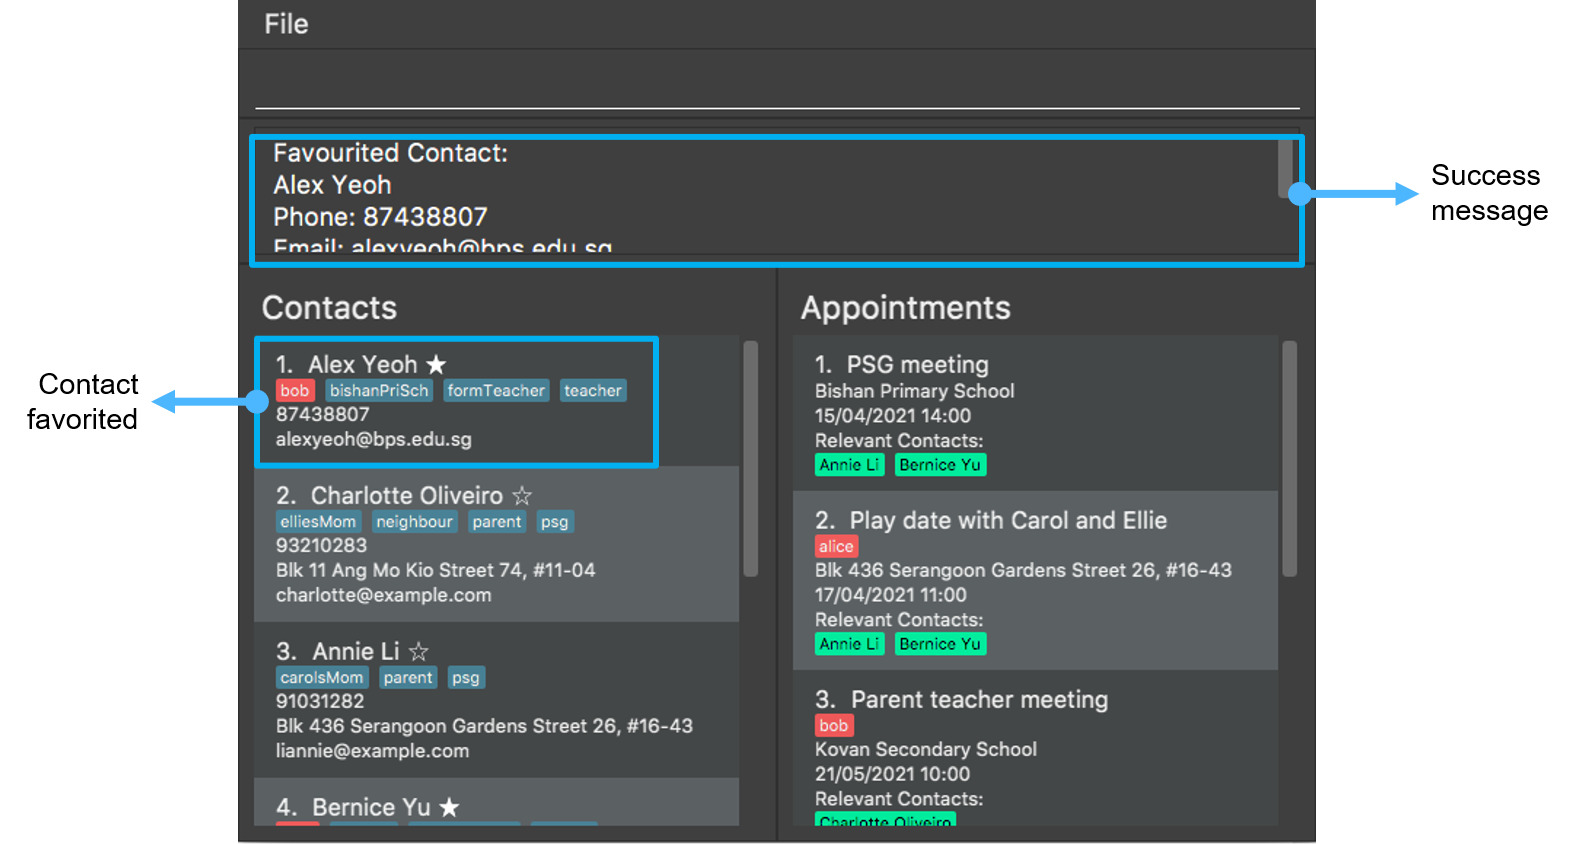 File
Favourited Contact:
Alex Yeoh
Phone: 87438807
Email: alexyeoh@bps.edu.sg
Success
message
Contacts
1. Alex Yeoh ★
bob bishanPriSch formTeacher teacher
87438807
alexyeoh@bps.edu.sg
Contact
favorited
2. Charlotte Oliveiro ☆
elliesMom neighbour parent psg
93210283
Blk 11 Ang Mo Kio Street 74, #11-04
charlotte@example.com
3. Annie Li ☆
carolsMom parent psg
91031282
Blk 436 Serangoon Gardens Street 26, #16-43
liannie@example.com
4. Bernice Yu ★
Appointments
1. PSG meeting
Bishan Primary School
15/04/2021 14:00
Relevant Contacts:
Annie Li Bernice Yu
2. Play date with Carol and Ellie
alice
Blk 436 Serangoon Gardens Street 26, #16-43
17/04/2021 11:00
Relevant Contacts:
Annie Li Bernice Yu
3. Parent teacher meeting
bob
Kovan Secondary School
21/05/2021 10:00
Relevant Contacts:
Charlotte Oliveiro